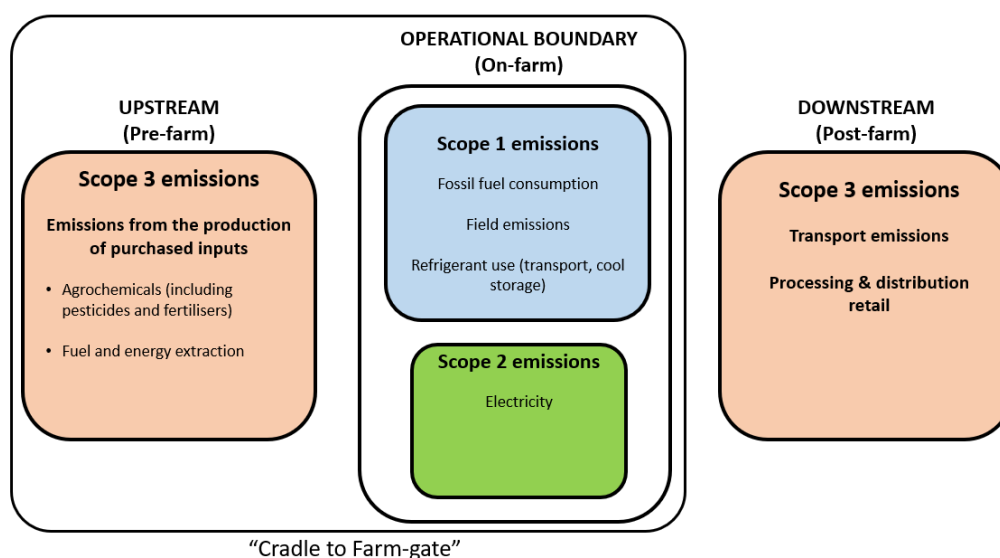 OPERATIONAL BOUNDARY
(On-farm)
UPSTREAM
(Pre-farm)
Scope 3 emissions
Emissions from the production
of purchased inputs
• Agrochemicals (including
pesticides and fertilisers)
• Fuel and energy extraction
Scope 1 emissions
Fossil fuel consumption
Field emissions
Refrigerant use (transport, cool
storage)
Scope 2 emissions
Electricity
DOWNSTREAM
(Post-farm)
Scope 3 emissions
Transport emissions
Processing & distribution
retail
“Cradle to Farm-gate”